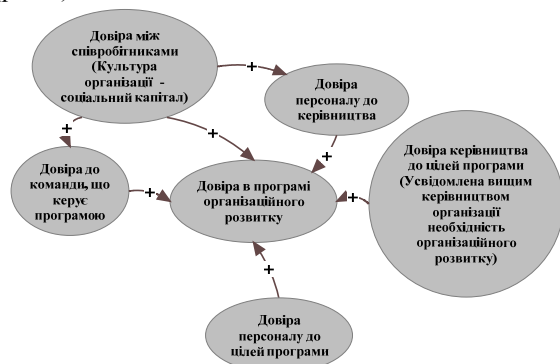 Довіра між
співробітниками
(Культура
організації -
соціальний капітал)
+
+
+
Довіра
персоналу до
керівництва
+
Довіра до
команди, що
керує
програмою
+
Довіра в програмі
організаційного
розвитку
+
Довіра керівництва
до цілей програми
(Усвідомлена вищим
керівництвом
організації
необхідність
організаційного
розвитку)
+
Довіра
персоналу до
цілей програми